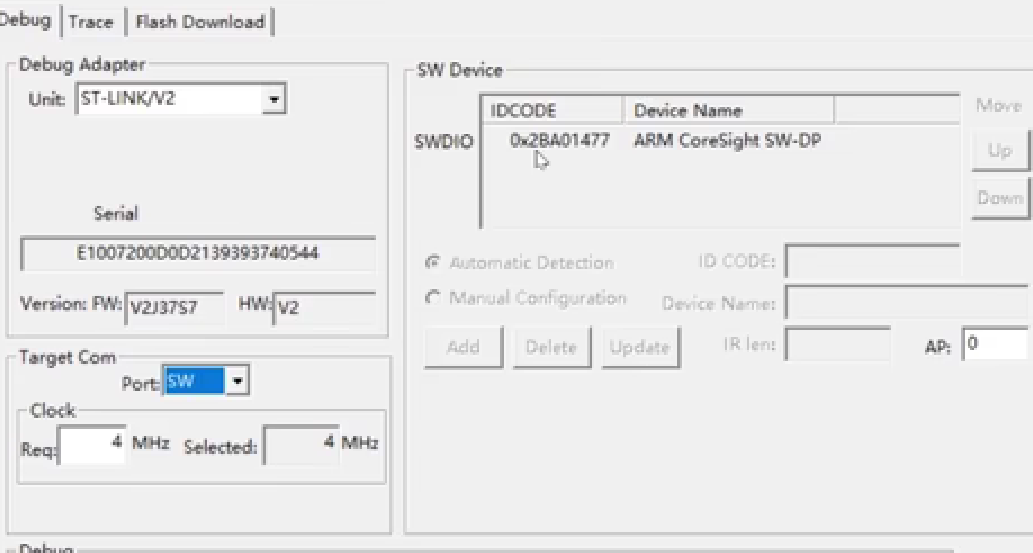 Debug Trace Flash Download
Debug Adapter
Unit: ST-LINK/V2
Serial
E1007200D0D2139393740544
Version: FW: V2J37S7 HW: V2
Target Com
Port: SW
Clock
Req: 4 MHz Selected: 4 MHz
SW Device
IDCODE Device Name
SWDIO 0x2BA01477 ARM CoreSight SW-DP
Move
Up
Down
Automatic Detection ID CODE:
Manual Configuration Device Name:
Add Delete Update IR len: AP: 0
Debug